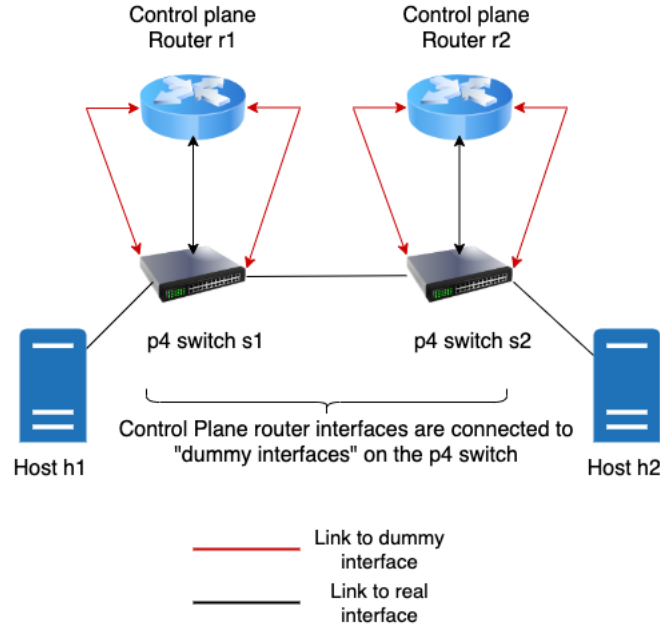 Control plane
Router r1
Control plane
Router r2
p4 switch s1
p4 switch s2
Control Plane router interfaces are connected to
"dummy interfaces" on the p4 switch
Host h1
Host h2
Link to dummy
interface
Link to real
interface